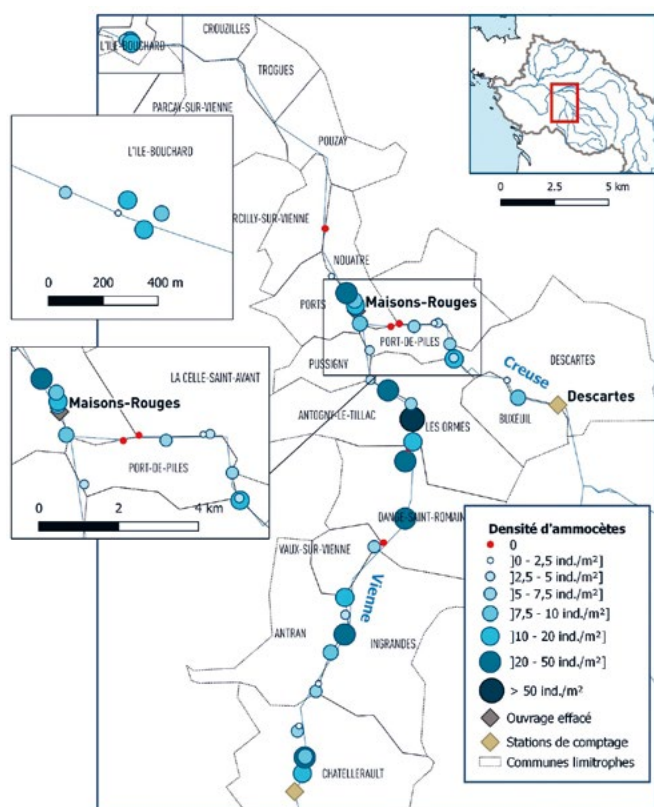 CROUZILLES
L'ILE-BOUCHARD
TROGUES
PARCAY-SUR-VIENNE
POUZAY
0 2.5 5 km
L'ILE-BOUCHARD
0 200 400 m
RCILLY-SUR-VIENNE
NOUATRE
PORTS
Maisons-Rouges
PORT-DE-PILES
PUSSIGNY
Creuse
DESCARTES
Descartes
BUXEUIL
ANTOGNY-LE-TILLAC
LES ORMES
LA CELLE-SAINT-AVANT
Maisons-Rouges
PORT-DE-PILES
0 2 4 km
DANGE-SAINT-ROMAIN
VAUX-SUR-VIENNE
Vienne
ANTRAN
INGRANDES
CHATELLERAULT
Densité d'ammocètes
0
]0 - 2,5 ind./m²]
]2,5 - 5 ind./m²]
]5 - 7,5 ind./m²]
]7,5 - 10 ind./m²]
]10 - 20 ind./m²]
]20 - 50 ind./m²]
> 50 ind./m²
Ouvrage effacé
Stations de comptage
Communes limitrophes